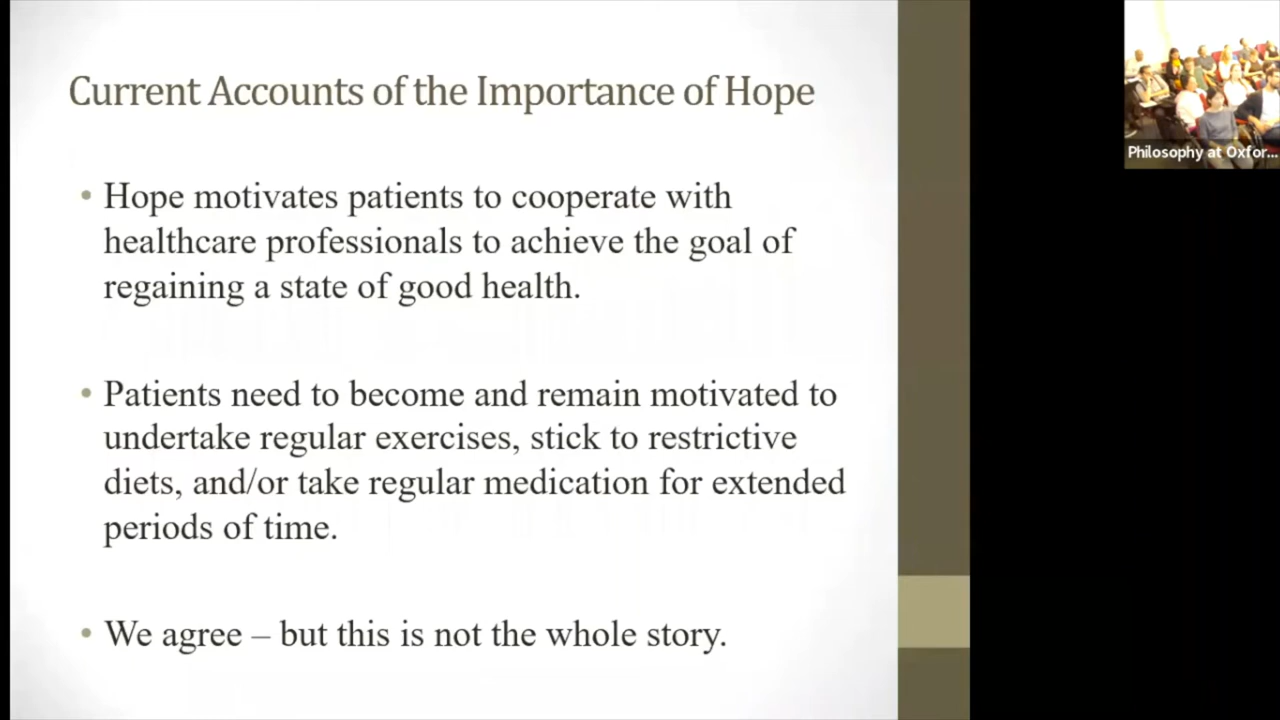 Current Accounts of the Importance of Hope
• Hope motivates patients to cooperate with
healthcare professionals to achieve the goal of
regaining a state of good health.
• Patients need to become and remain motivated to
undertake regular exercises, stick to restrictive
diets, and/or take regular medication for extended
periods of time.
• We agree – but this is not the whole story.
Philosophy at Oxfor...